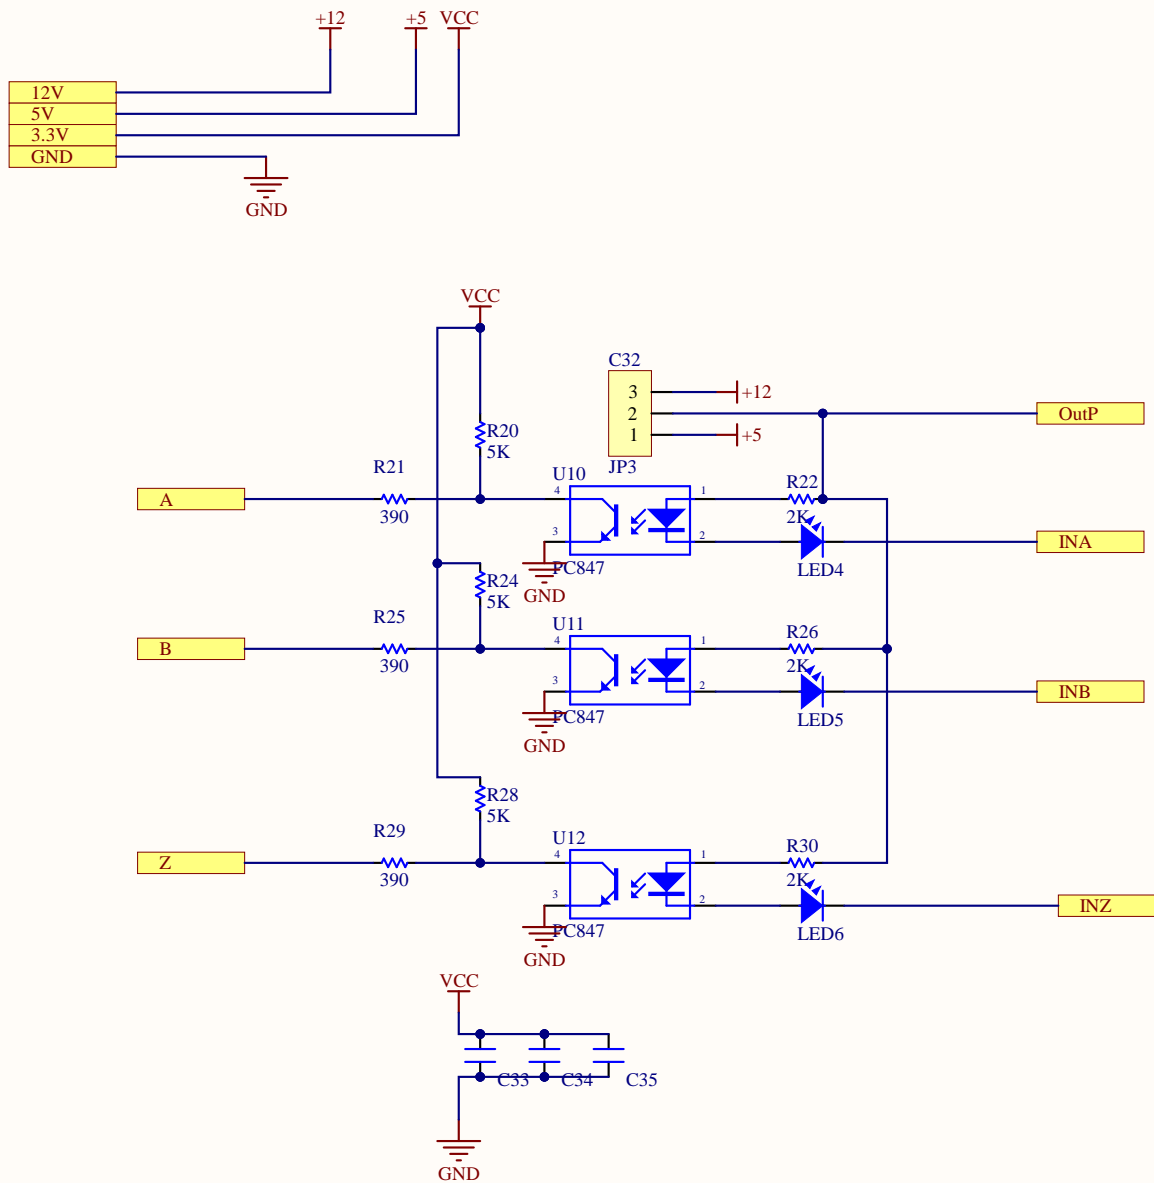 +12
+5
VCC
12V
5V
3.3V
GND
GND
VCC
C32
3
+12
2
OutP
1
+5
JP3
R20
5K
R21
390
A
U10
4
1
3
2
PC847
GND
R22
2K
LED4
INA
R24
5K
R25
390
B
U11
4
1
3
2
PC847
GND
R26
2K
LED5
INB
R28
5K
R29
390
Z
U12
4
1
3
2
PC847
GND
R30
2K
LED6
INZ
VCC
C33
C34
C35
GND